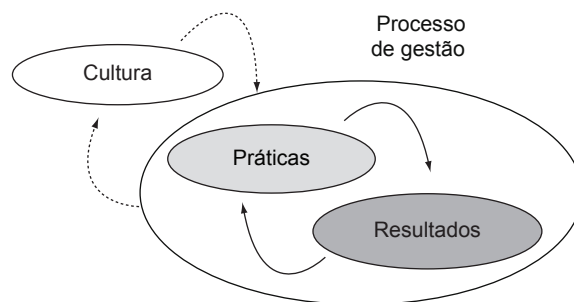 Processo
de gestão
Cultura
Práticas
Resultados